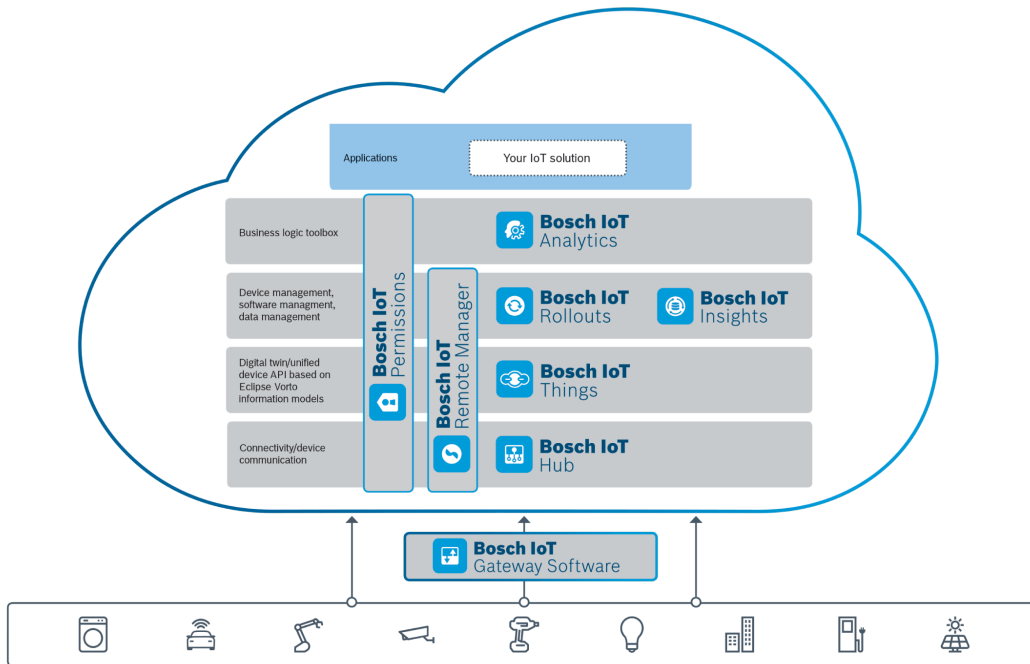 Applications
Your IoT solution
Business logic toolbox
Bosch IoT
Analytics
Device management,
software managment,
data management
Bosch IoT
Rollouts
Bosch IoT
Insights
Bosch IoT
Permissions
Bosch IoT
Remote Manager
Digital twin/unified
device API based on
Eclipse Vorto
information models
Bosch IoT
Things
Connectivity/device
communication
Bosch IoT
Hub
Bosch IoT
Gateway Software